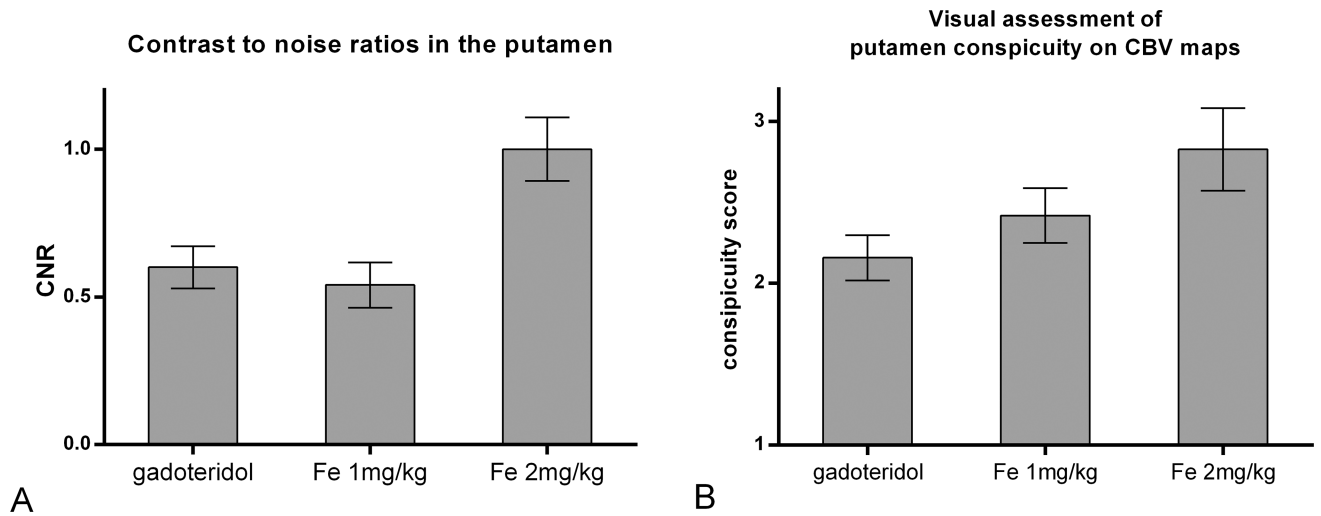 Contrast to noise ratios in the putamen
CNR
1.0
0.5
0.0
gadoteridol Fe 1mg/kg Fe 2mg/kg
A
Visual assessment of
putamen conspicuity on CBV maps
consipicuity score
3
2
1
gadoteridol Fe 1mg/kg Fe 2mg/kg
B